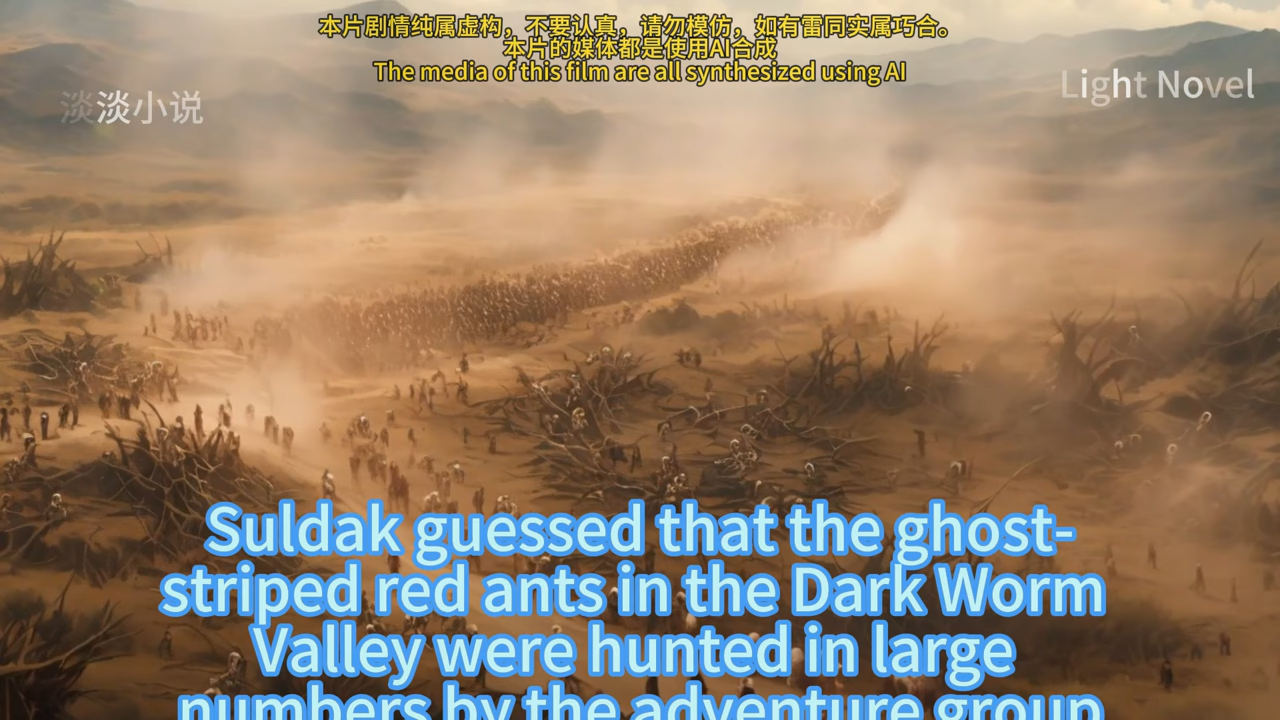 本片剧情纯属虚构，不要认真，请勿模仿，如有雷同实属巧合。
本片的媒体都是使用AI合成
The media of this film are all synthesized using AI
淡淡小说
Light Novel
Suldak guessed that the ghost-
striped red ants in the Dark Worm
Valley were hunted in large
numbers by the adventure group